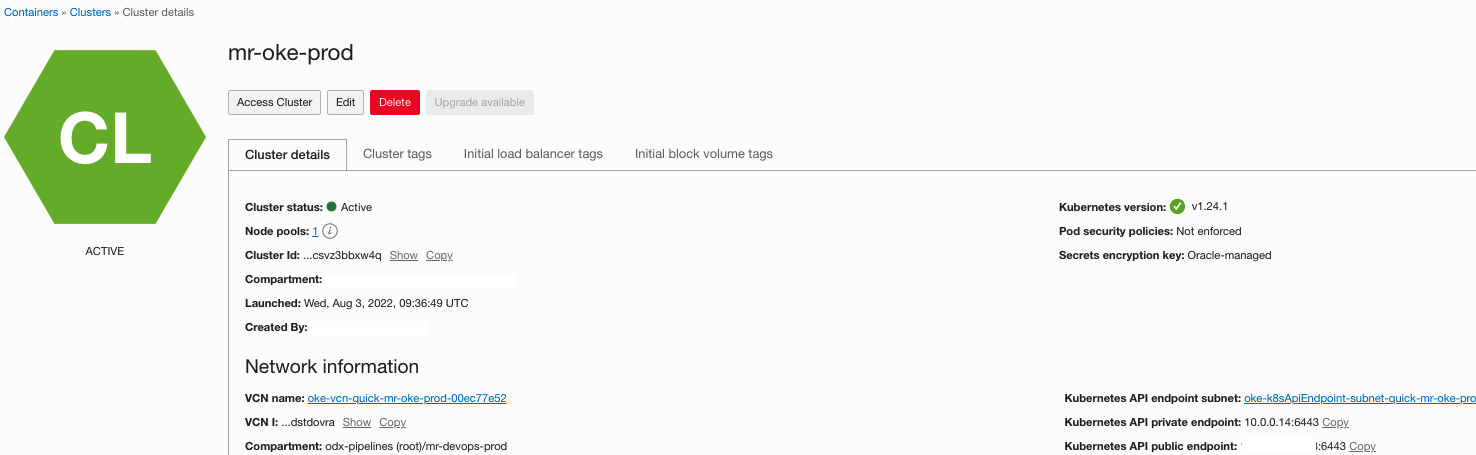 Containers » Clusters » Cluster details
mr-oke-prod
Access Cluster Edit Delete Upgrade available
CL
ACTIVE
Cluster details Cluster tags Initial load balancer tags Initial block volume tags
Cluster status: Active
Node pools: 1 i
Cluster Id: ...csvz3bbxw4q Show Copy
Compartment:
Launched: Wed, Aug 3, 2022, 09:36:49 UTC
Created By:
Kubernetes version: v1.24.1
Pod security policies: Not enforced
Secrets encryption key: Oracle-managed
Network information
VCN name: oke-vcn-quick-mr-oke-prod-00ec77e52
VCN I: ...dstdovra Show Copy
Compartment: odx-pipelines (root)/mr-devops-prod
Kubernetes API endpoint subnet: oke-k8sApiEndpoint-subnet-quick-mr-oke-pro
Kubernetes API private endpoint: 10.0.0.14:6443 Copy
Kubernetes API public endpoint: :6443 Copy